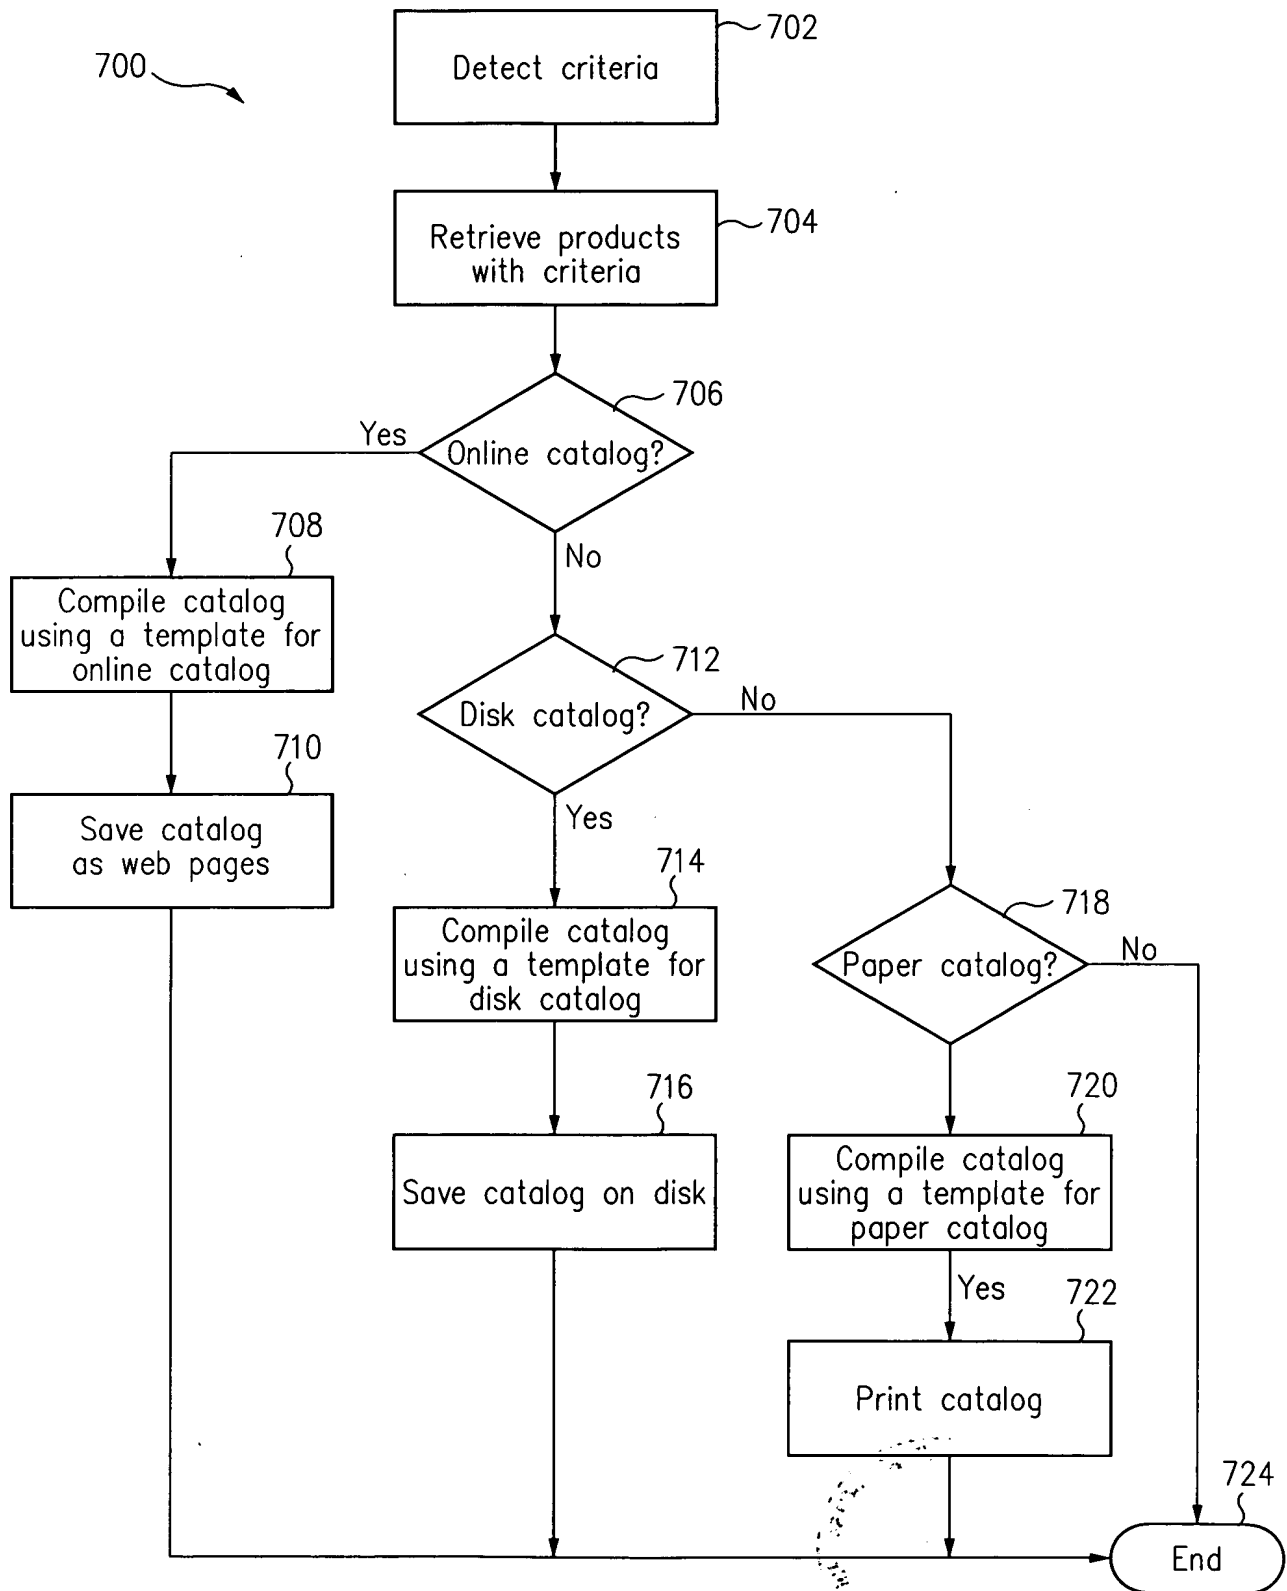 702
700
Detect criteria
704
Retrieve products
with criteria
706
Yes
Online catalog?
708
No
Compile catalog
using a template for
online catalog
712
No
Disk catalog?
710
Yes
Save catalog
as web pages
714
718
Compile catalog
using a template for
disk catalog
No
Paper catalog?
716
720
Save catalog on disk
Compile catalog
using a template for
paper catalog
Yes
722
Print catalog
724
End